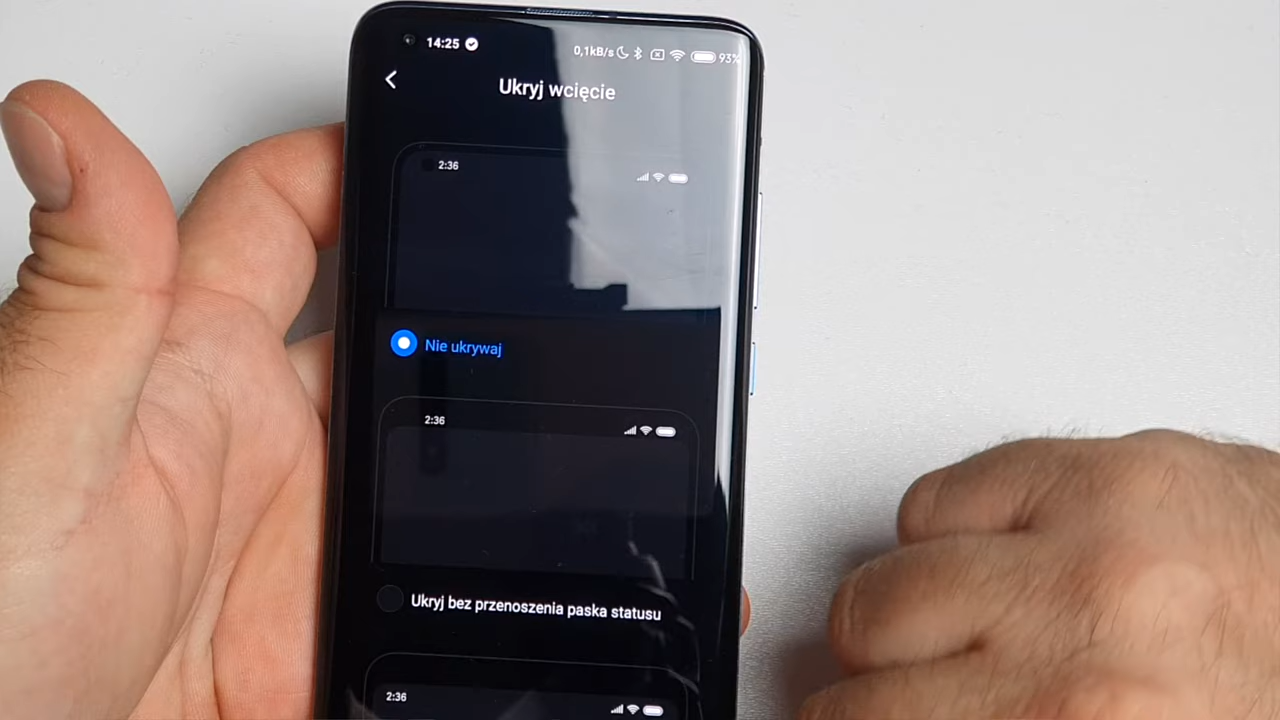 14:25 0,1kB/s 93%
Ukryj wcięcie
2:36
Nie ukrywaj
2:36
Ukryj bez przenoszenia paska statusu
2:36